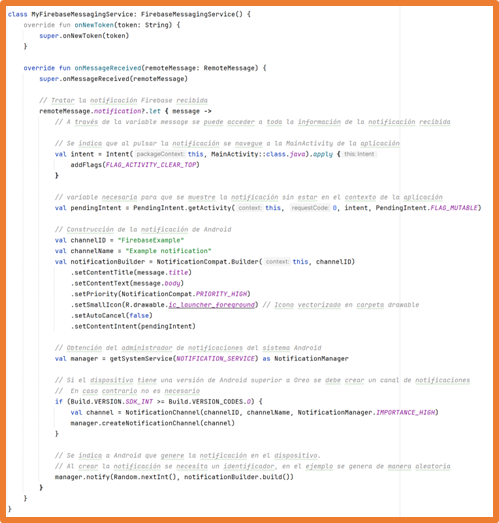 class MyFirebaseMessagingService: FirebaseMessagingService() {
override fun onNewToken(token: String) {
super.onNewToken(token)
}
override fun onMessageReceived(remoteMessage: RemoteMessage) {
super.onMessageReceived(remoteMessage)
// Tratar la notificación Firebase recibida
remoteMessage.notification?.let { message ->
// A través de la variable message se puede acceder a toda la información de la notificación recibida
// Se indica que al pulsar la notificación se navegue a la MainActivity de la aplicación
val intent = Intent( packageContext: this, MainActivity::class.java).apply { this:Intent
addFlags(FLAG_ACTIVITY_CLEAR_TOP)
}
// variable necesaria para que se muestre la notificación sin estar en el contexto de la aplicación
val pendingIntent = PendingIntent.getActivity( context: this, requestCode: 0, intent, PendingIntent.FLAG_MUTABLE)
// Construcción de la notificación de Android
val channelID = "FirebaseExample"
val channelName = "Example notification"
val notificationBuilder = NotificationCompat.Builder( context: this, channelID)
.setContentTitle(message.title)
.setContentText(message.body)
.setPriority(NotificationCompat.PRIORITY_HIGH)
.setSmallIcon(R.drawable.ic_launcher_foreground) // Icono vectorizado en carpeta drawable
.setAutoCancel(false)
.setContentIntent(pendingIntent)
// Obtención del administrador de notificaciones del sistema Android
val manager = getSystemService(NOTIFICATION_SERVICE) as NotificationManager
// Si el dispositivo tiene una versión de Android superior a Oreo se debe crear un canal de notificaciones
// En caso contrario no es necesario
if (Build.VERSION.SDK_INT >= Build.VERSION_CODES.O) {
val channel = NotificationChannel(channelID, channelName, NotificationManager.IMPORTANCE_HIGH)
manager.createNotificationChannel(channel)
}
// Se indica a Android que genere la notificación en el dispositivo.
// Al crear la notificación se necesita un identificador, en el ejemplo se genera de manera aleatoria
manager.notify(Random.nextInt(), notificationBuilder.build())
}
}
}